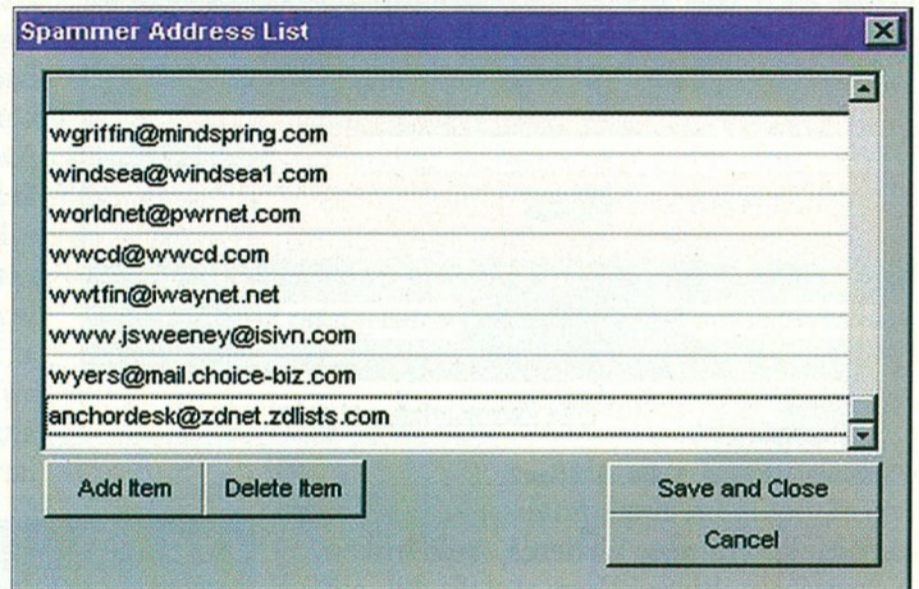 Spammer Address List
wgriffin@mindspring.com
windsea@windsea1.com
worldnet@pwrnet.com
wwcd@wwcd.com
wwtfin@iwaynet.net
www.jsweeney@isivn.com
wyers@mail.choice-biz.com
anchordesk@zdnet.zdlists.com
Add Item Delete Item Save and Close
Cancel